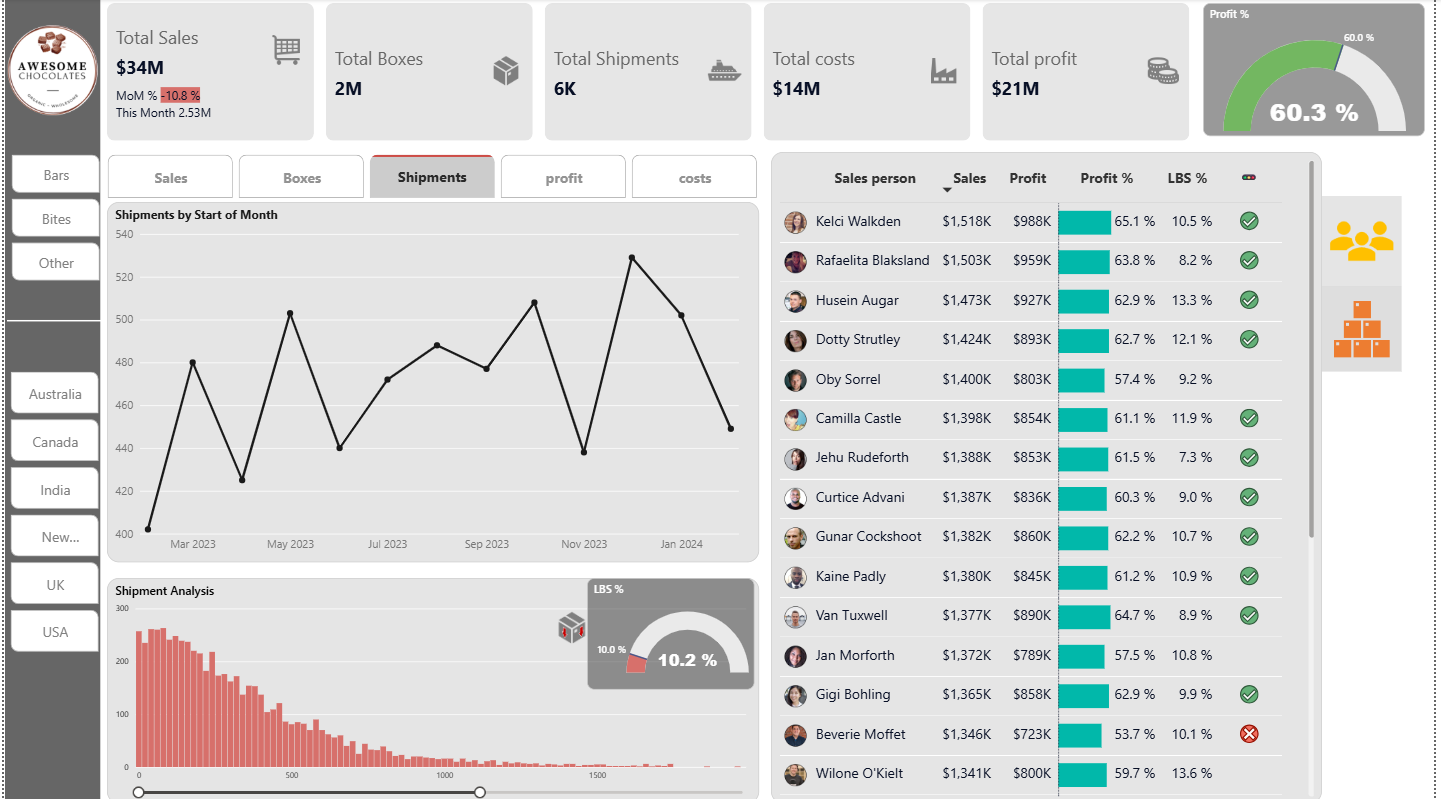 AWESOME
CHOCOLATES
ORGANIC - WHOLESOME
Total Sales
$34M
MoM % -10.8 %
This Month 2.53M
Total Boxes
2M
Total Shipments
6K
Total costs
$14M
Total profit
$21M
Profit %
60.0 %
60.3 %
Bars
Bites
Other
Australia
Canada
India
New...
UK
USA
Sales Boxes Shipments profit costs
Shipments by Start of Month
540
520
500
480
460
440
420
400
Mar 2023 May 2023 Jul 2023 Sep 2023 Nov 2023 Jan 2024
Shipment Analysis
300
200
100
0
0 500 1000 1500
LBS %
10.0 %
10.2 %
Sales person Sales Profit Profit % LBS %
Kelci Walkden $1,518K $988K 65.1 % 10.5 %
Rafaelita Blaksland $1,503K $959K 63.8 % 8.2 %
Husein Augar $1,473K $927K 62.9 % 13.3 %
Dotty Strutley $1,424K $893K 62.7 % 12.1 %
Oby Sorrel $1,400K $803K 57.4 % 9.2 %
Camilla Castle $1,398K $854K 61.1 % 11.9 %
Jehu Rudeforth $1,388K $853K 61.5 % 7.3 %
Curtice Advani $1,387K $836K 60.3 % 9.0 %
Gunar Cockshoot $1,382K $860K 62.2 % 10.7 %
Kaine Padly $1,380K $845K 61.2 % 10.9 %
Van Tuxwell $1,377K $890K 64.7 % 8.9 %
Jan Morforth $1,372K $789K 57.5 % 10.8 %
Gigi Bohling $1,365K $858K 62.9 % 9.9 %
Beverie Moffet $1,346K $723K 53.7 % 10.1 %
Wilone O'Kielt $1,341K $800K 59.7 % 13.6 %